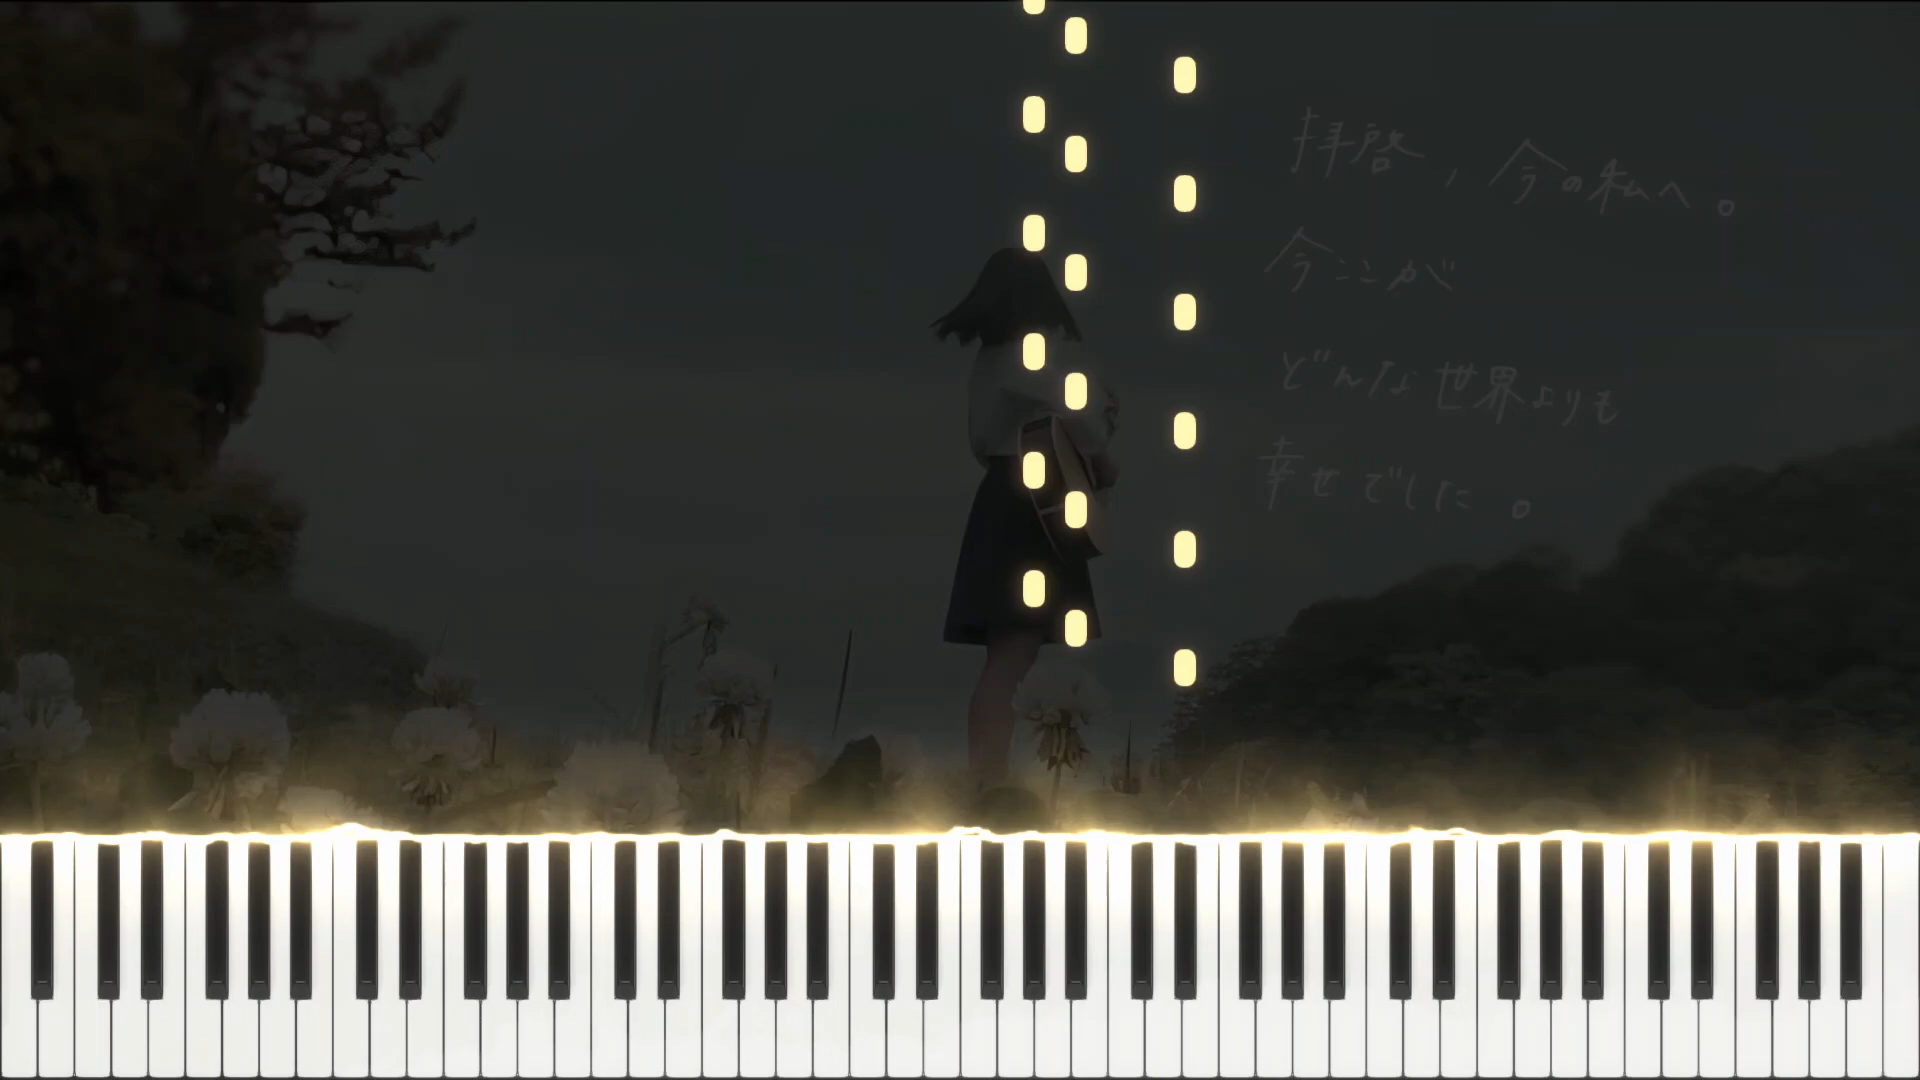 拝啓，今の私へ。
今ここが
どんな世界よりも
幸せでした。